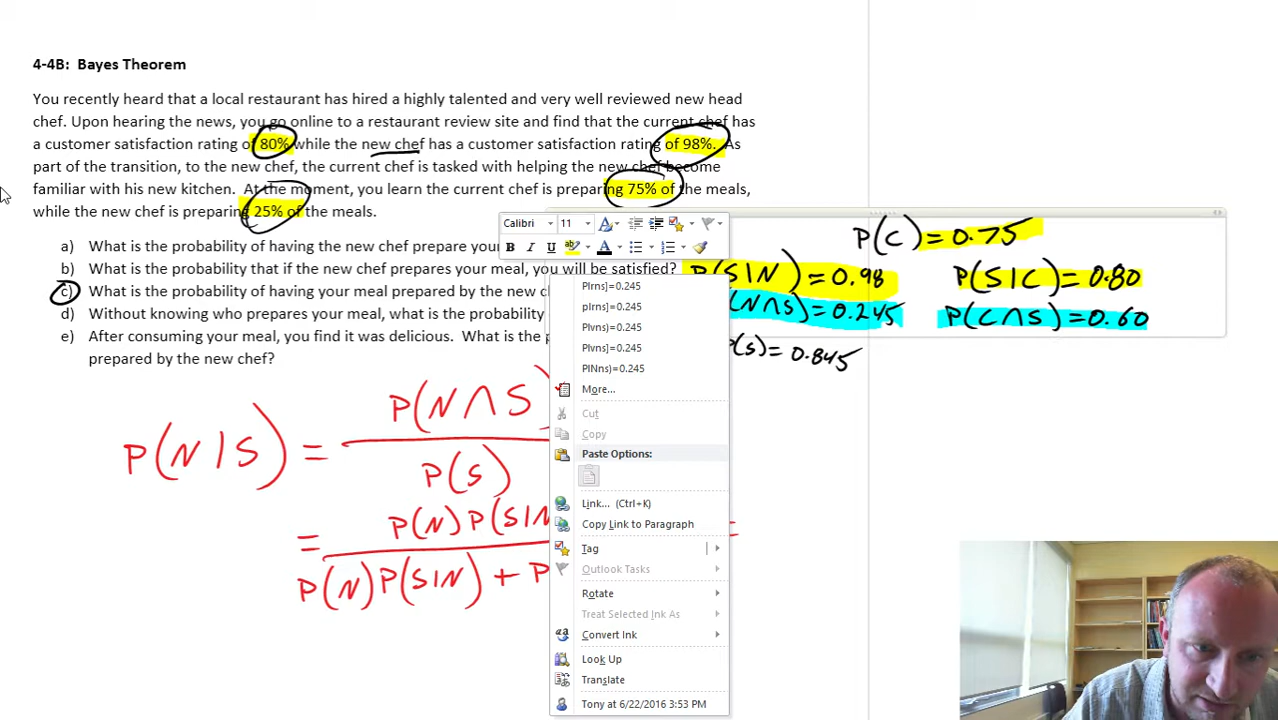 4-4B: Bayes Theorem
You recently heard that a local restaurant has hired a highly talented and very well reviewed new head
chef. Upon hearing the news, you go online to a restaurant review site and find that the current chef has
a customer satisfaction rating of 80% while the new chef has a customer satisfaction rating of 98%. As
part of the transition, to the new chef, the current chef is tasked with helping the new chef become
familiar with his new kitchen. At the moment, you learn the current chef is preparing 75% of the meals,
while the new chef is preparing 25% of the meals.
a) What is the probability of having the new chef prepare your
b) What is the probability that if the new chef prepares your meal, you will be satisfied?
c) What is the probability of having your meal prepared by the new
d) Without knowing who prepares your meal, what is the probability
e) After consuming your meal, you find it was delicious. What is the
prepared by the new chef?
P(C) = 0.75
P(S|N) = 0.98 P(S|C) = 0.80
(N∩S) = 0.245 P(C∩S) = 0.60
P(S) = 0.845
P(N|S) = P(N∩S)
P(S)
= P(N) P(S|N =
P(N) P(S|N) + P
Calibri 11
B I U ab A
PIrns]=0.245
pIrns]=0.245
PIvns]=0.245
PIvns]=0.245
PINns)=0.245
More...
Cut
Copy
Paste Options:
Link... (Ctrl+K)
Copy Link to Paragraph
Tag
Outlook Tasks
Rotate
Treat Selected Ink As
Convert Ink
Look Up
Translate
Tony at 6/22/2016 3:53 PM